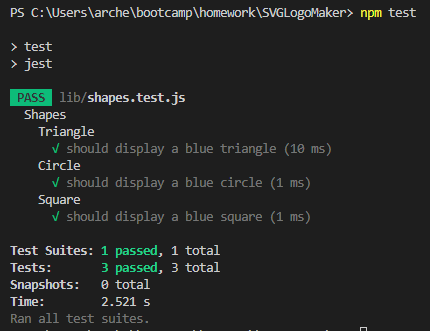 PS C:\Users\arche\bootcamp\homework\SVGLogoMaker> npm test
> test
> jest
PASS lib/shapes.test.js
Shapes
Triangle
√ should display a blue triangle (10 ms)
Circle
√ should display a blue circle (1 ms)
Square
√ should display a blue square (1 ms)
Test Suites: 1 passed, 1 total
Tests: 3 passed, 3 total
Snapshots: 0 total
Time: 2.521 s
Ran all test suites.